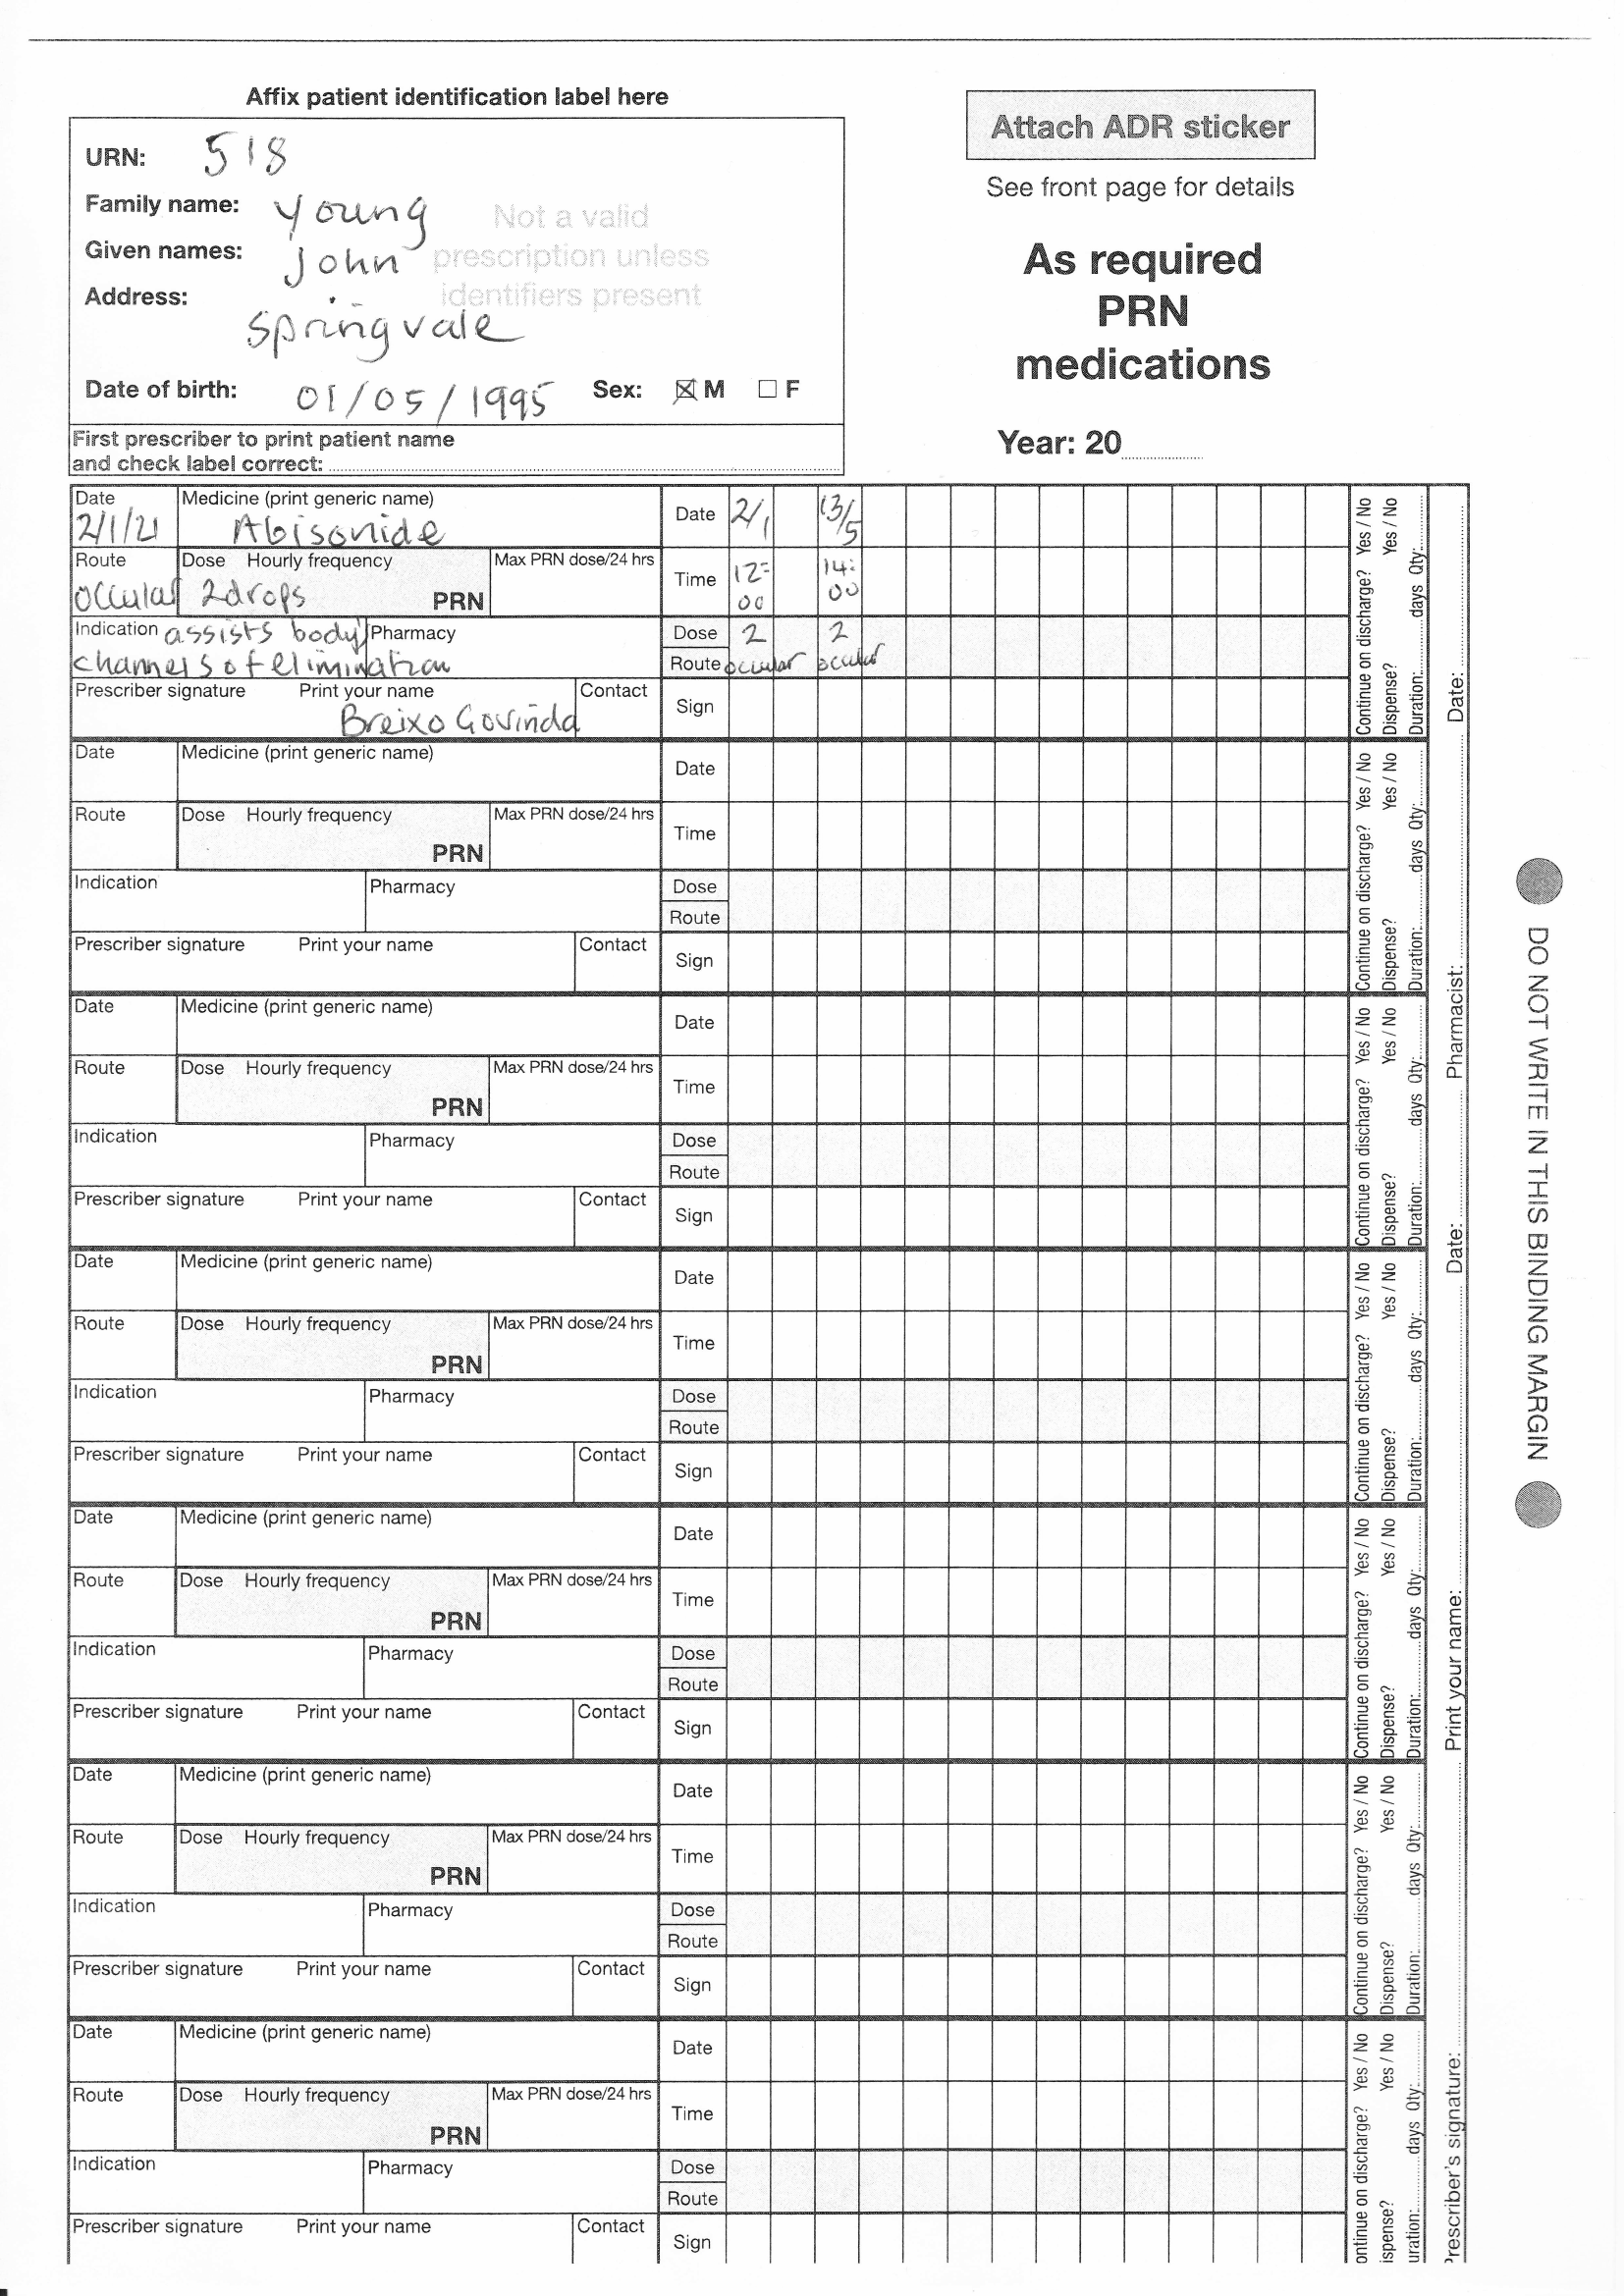 Affix patient identification label here
URN: 518
Family name: Young
Given names: John
Address:
Springvale
Not a valid
prescription unless
identifiers present
Date of birth: 01/05/1995 Sex: ☒ M ☐ F
First prescriber to print patient name
and check label correct:
Attach ADR sticker
See front page for details
As required
PRN
medications
Year: 20
Date Medicine (print generic name) Date 2/1 13/5
2/1/21 Abisonide
Route Dose Hourly frequency Max PRN dose/24 hrs Time 12:00 14:00
occular 2drops PRN
Indication assists body Pharmacy Dose 2 2
channels of elimination Route occular occular
Prescriber signature Print your name Contact Sign
Breixo Govinda
Continue on discharge? Yes / No
Dispense? Yes / No
Duration: days Qty:
Date Medicine (print generic name) Date
Route Dose Hourly frequency Max PRN dose/24 hrs Time
PRN
Indication Pharmacy Dose
Route
Prescriber signature Print your name Contact Sign
Continue on discharge? Yes / No
Dispense? Yes / No
Duration: days Qty:
Date Medicine (print generic name) Date
Route Dose Hourly frequency Max PRN dose/24 hrs Time
PRN
Indication Pharmacy Dose
Route
Prescriber signature Print your name Contact Sign
Continue on discharge? Yes / No
Dispense? Yes / No
Duration: days Qty:
Date Medicine (print generic name) Date
Route Dose Hourly frequency Max PRN dose/24 hrs Time
PRN
Indication Pharmacy Dose
Route
Prescriber signature Print your name Contact Sign
Continue on discharge? Yes / No
Dispense? Yes / No
Duration: days Qty:
Date Medicine (print generic name) Date
Route Dose Hourly frequency Max PRN dose/24 hrs Time
PRN
Indication Pharmacy Dose
Route
Prescriber signature Print your name Contact Sign
Continue on discharge? Yes / No
Dispense? Yes / No
Duration: days Qty:
Date Medicine (print generic name) Date
Route Dose Hourly frequency Max PRN dose/24 hrs Time
PRN
Indication Pharmacy Dose
Route
Prescriber signature Print your name Contact Sign
Continue on discharge? Yes / No
Dispense? Yes / No
Duration: days Qty:
Date Medicine (print generic name) Date
Route Dose Hourly frequency Max PRN dose/24 hrs Time
PRN
Indication Pharmacy Dose
Route
Prescriber signature Print your name Contact Sign
ontinue on discharge? Yes / No
ispense? Yes / No
uration: days Qty:
rescriber's signature: Print your name: Date: Pharmacist: Date:
DO NOT WRITE IN THIS BINDING MARGIN